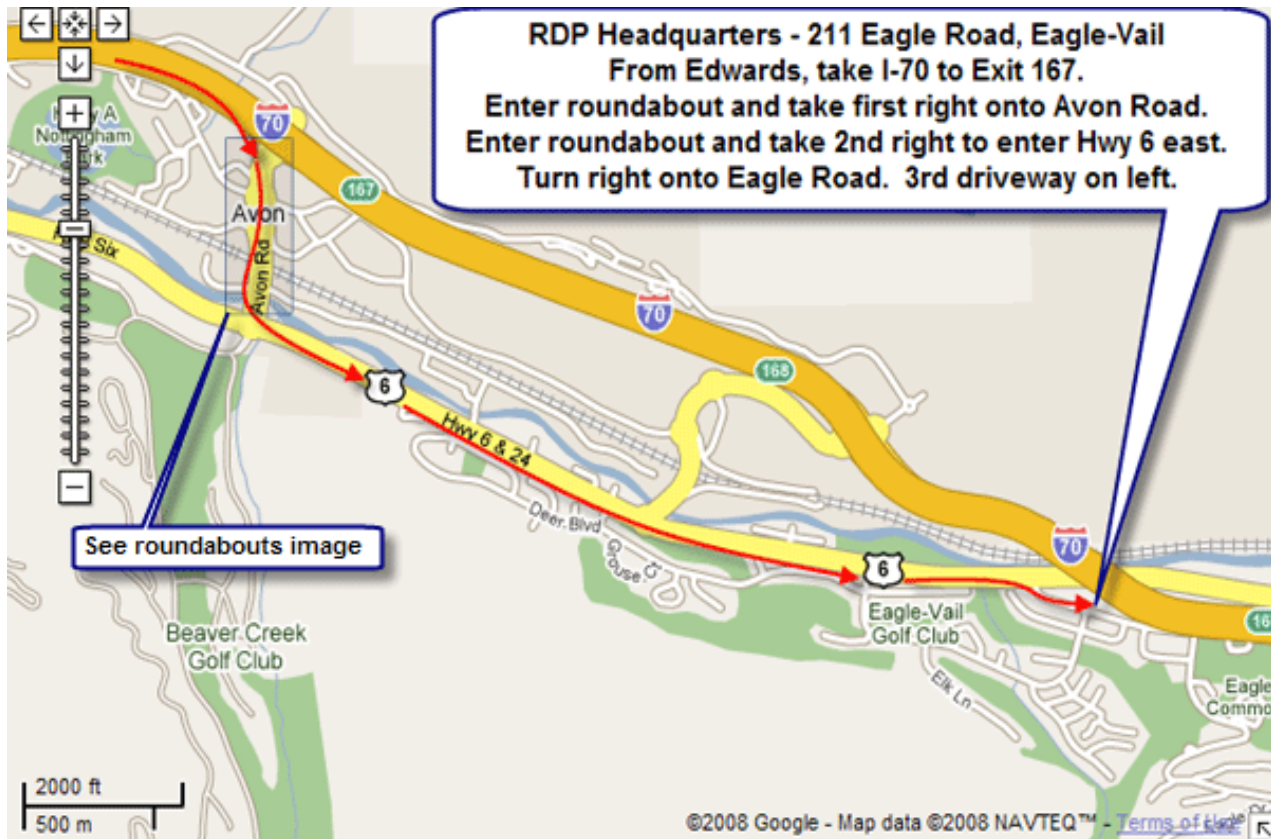 RDP Headquarters - 211 Eagle Road, Eagle-Vail
From Edwards, take I-70 to Exit 167.
Enter roundabout and take first right onto Avon Road.
Enter roundabout and take 2nd right to enter Hwy 6 east.
Turn right onto Eagle Road. 3rd driveway on left.
70
Nottingham
167
Avon
Six
Avon Rd
70
168
6
Hwy 6 & 24
See roundabouts image
Deer Blvd
Grouse Ct
70
6
Eagle-Vail
Golf Club
Beaver Creek
Golf Club
Elk Ln
Eagle
2000 ft
500 m
©2008 Google - Map data ©2008 NAVTEQ™ - Terms of Use